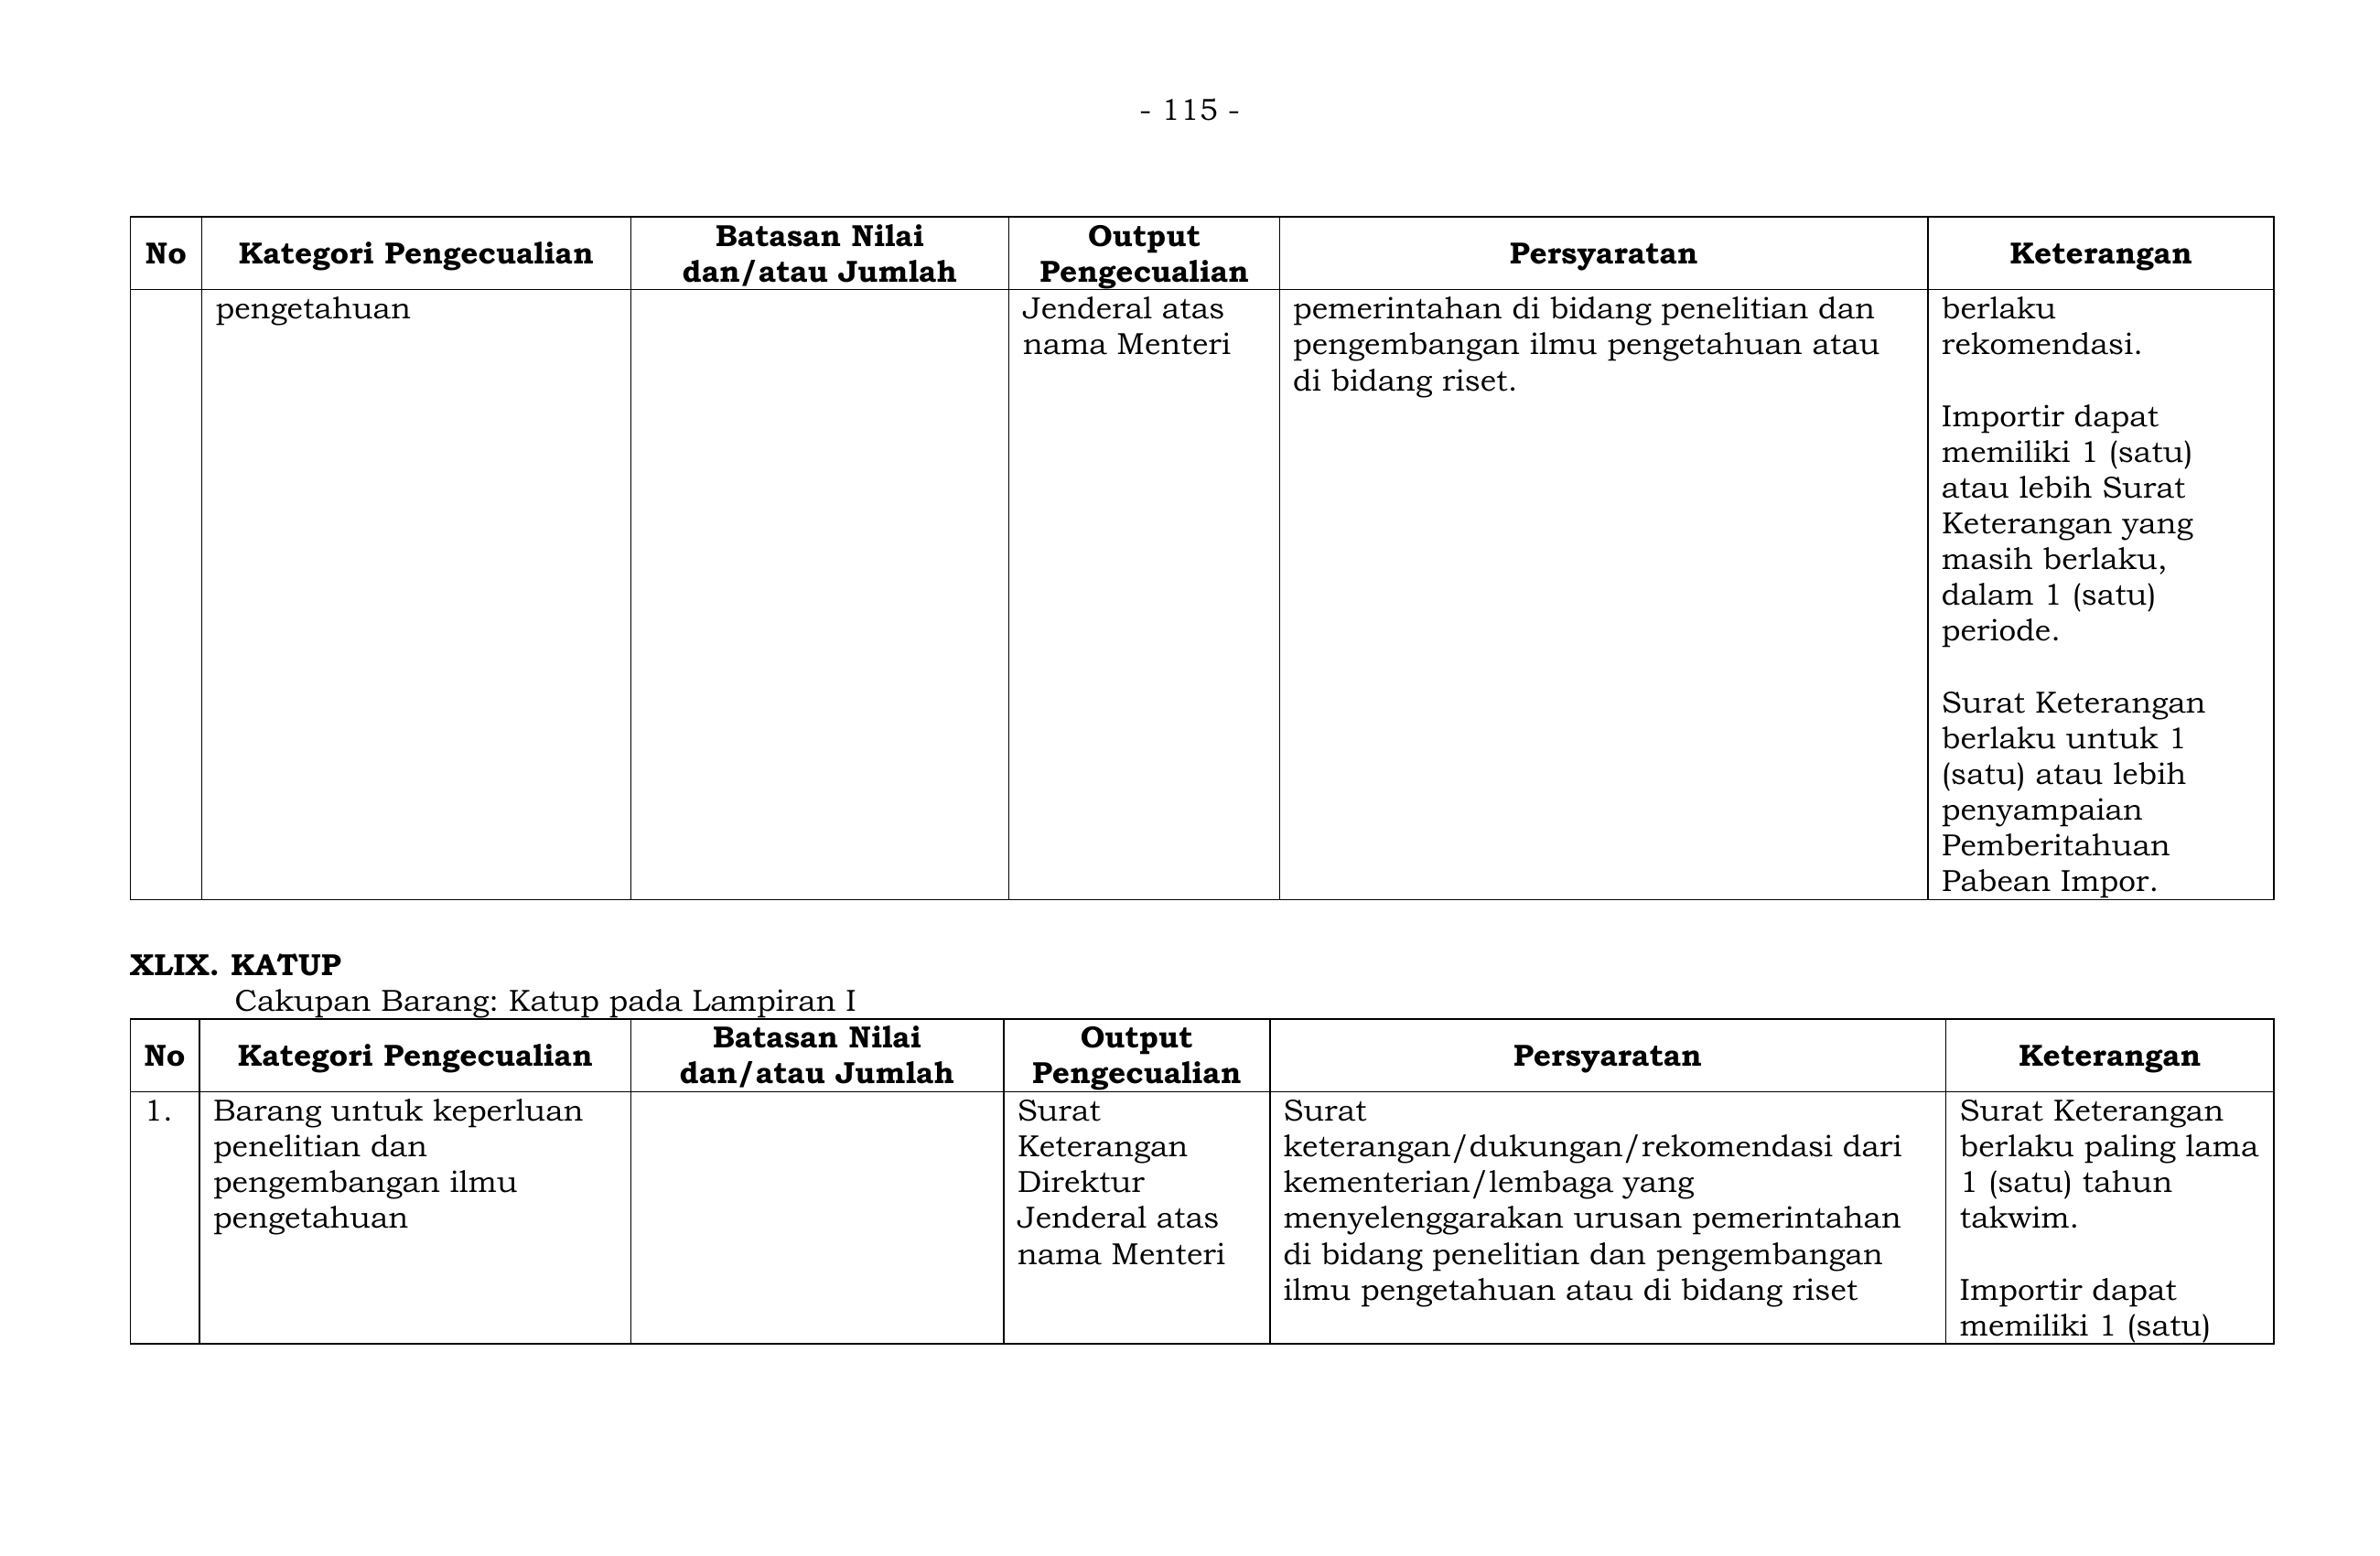 - 115 -
No
Kategori Pengecualian
Batasan Nilai
dan/atau Jumlah
Output
Pengecualian
Persyaratan
Keterangan
pengetahuan
Jenderal atas
nama Menteri
pemerintahan di bidang penelitian dan
pengembangan ilmu pengetahuan atau
di bidang riset.
berlaku
rekomendasi.
Importir dapat
memiliki 1 (satu)
atau lebih Surat
Keterangan yang
masih berlaku,
dalam 1 (satu)
periode.
Surat Keterangan
berlaku untuk 1
(satu) atau lebih
penyampaian
Pemberitahuan
Pabean Impor.
XLIX. KATUP
Cakupan Barang: Katup pada Lampiran I
No
Kategori Pengecualian
Batasan Nilai
dan/atau Jumlah
Output
Pengecualian
Persyaratan
Keterangan
1.
Barang untuk keperluan
penelitian dan
pengembangan ilmu
pengetahuan
Surat
Keterangan
Direktur
Jenderal atas
nama Menteri
Surat
keterangan/dukungan/rekomendasi dari
kementerian/lembaga yang
menyelenggarakan urusan pemerintahan
di bidang penelitian dan pengembangan
ilmu pengetahuan atau di bidang riset
Surat Keterangan
berlaku paling lama
1 (satu) tahun
takwim.
Importir dapat
memiliki 1 (satu)